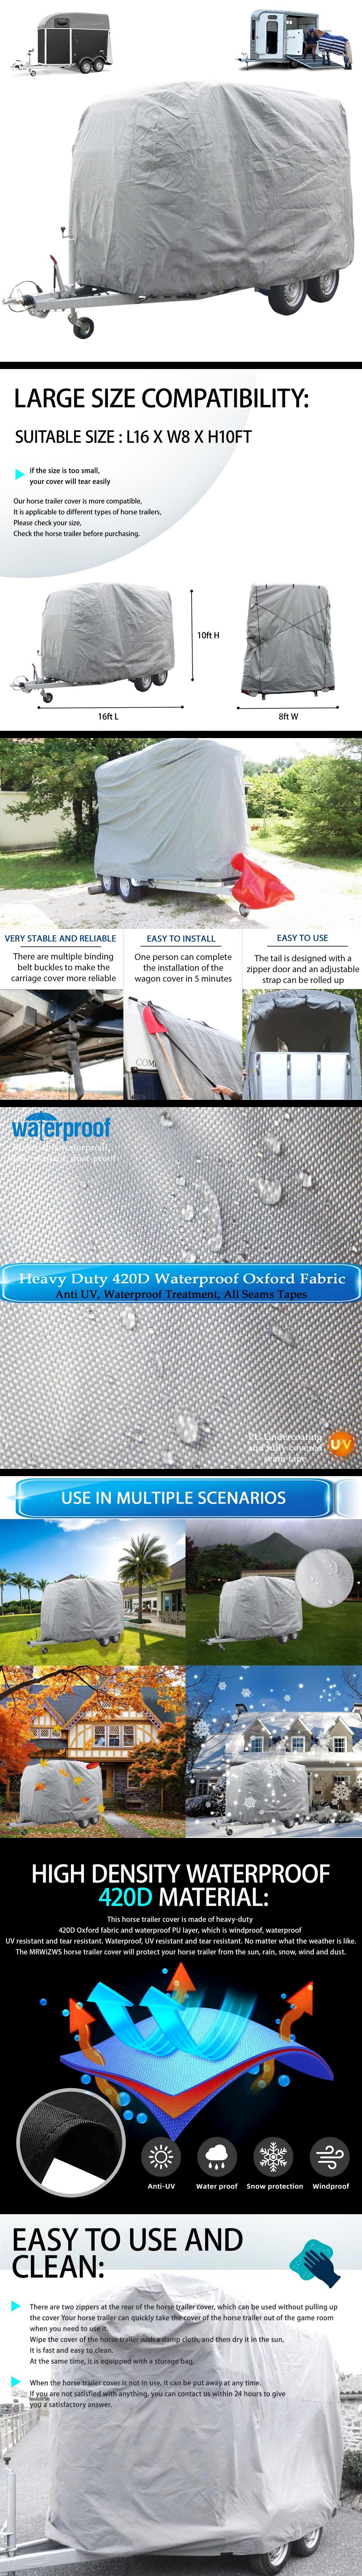 LARGE SIZE COMPATIBILITY:
SUITABLE SIZE : L16 X W8 X H10FT
if the size is too small,
your cover will tear easily
Our horse trailer cover is more compatible,
It is applicable to different types of horse trailers,
Please check your size,
Check the horse trailer before purchasing.
10ft H
16ft L
8ft W
VERY STABLE AND RELIABLE
There are multiple binding
belt buckles to make the
carriage cover more reliable
EASY TO INSTALL
One person can complete
the installation of the
wagon cover in 5 minutes
EASY TO USE
The tail is designed with a
zipper door and an adjustable
strap can be rolled up
COM
waterproof
waterproof,
Heavy Duty 420D Waterproof Oxford Fabric
Anti UV, Waterproof Treatment, All Seams Tapes
PU Undercoating
and fully covered
seam tape
UV
USE IN MULTIPLE SCENARIOS
HIGH DENSITY WATERPROOF
420D MATERIAL:
This horse trailer cover is made of heavy-duty
420D Oxford fabric and waterproof PU layer, which is windproof, waterproof
UV resistant and tear resistant. Waterproof, UV resistant and tear resistant. No matter what the weather is like.
The MRWiZWS horse trailer cover will protect your horse trailer from the sun, rain, snow, wind and dust.
Anti-UV
Water proof
Snow protection
Windproof
EASY TO USE AND
CLEAN:
There are two zippers at the rear of the horse trailer cover, which can be used without pulling up
the cover Your horse trailer can quickly take the cover of the horse trailer out of the game room
when you need to use it.
Wipe the cover of the horse trailer with a damp cloth, and then dry it in the sun,
It is fast and easy to clean.
At the same time, it is equipped with a storage bag,
When the horse trailer cover is not in use, it can be put away at any time.
If you are not satisfied with anything, you can contact us within 24 hours to give
you a satisfactory answer.